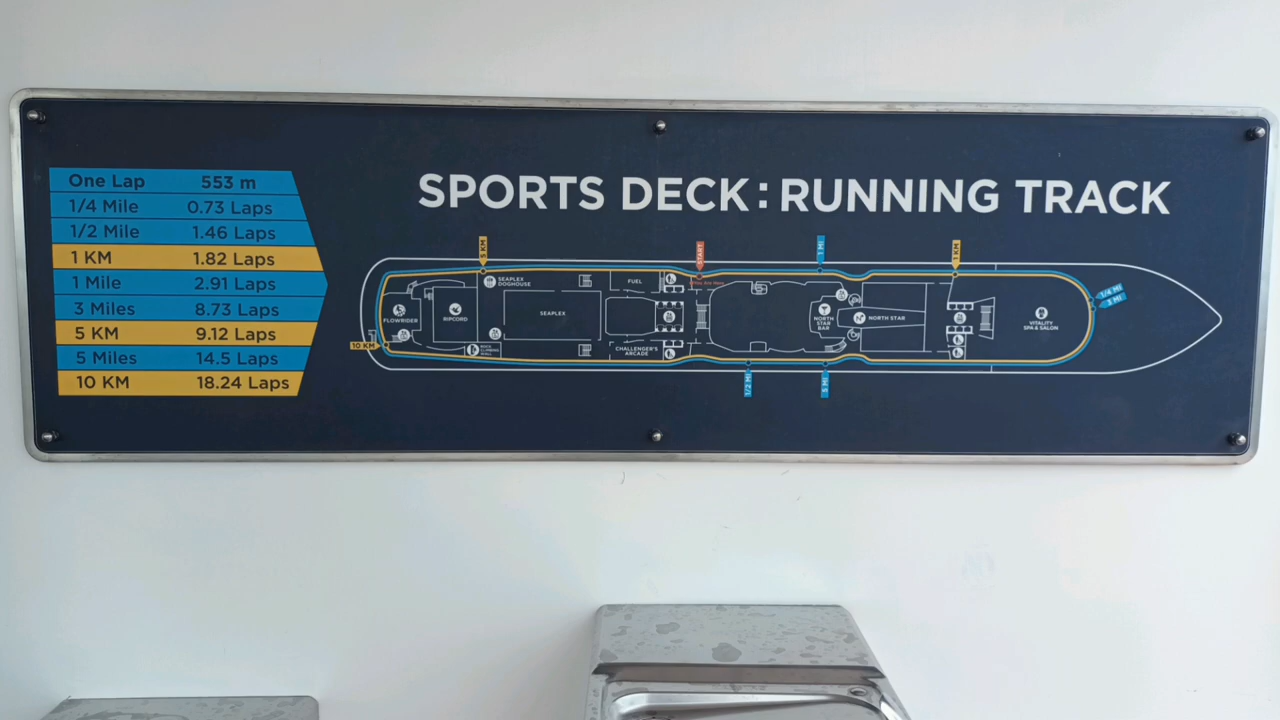 SPORTS DECK: RUNNING TRACK
One Lap 553 m
1/4 Mile 0.73 Laps
1/2 Mile 1.46 Laps
1 KM 1.82 Laps
1 Mile 2.91 Laps
3 Miles 8.73 Laps
5 KM 9.12 Laps
5 Miles 14.5 Laps
10 KM 18.24 Laps
5 KM
START
1 MI
1 KM
SEAPLEX
DOGHOUSE
FUEL
1/4 MI
3 MI
FLOWRIDER
RIPCORD
SEAPLEX
NORTH
STAR
BAR
NORTH STAR
VITALITY
SPA & SALON
10 KM
CHALLENGER'S
ARCADE
1/2 MI
5 MI